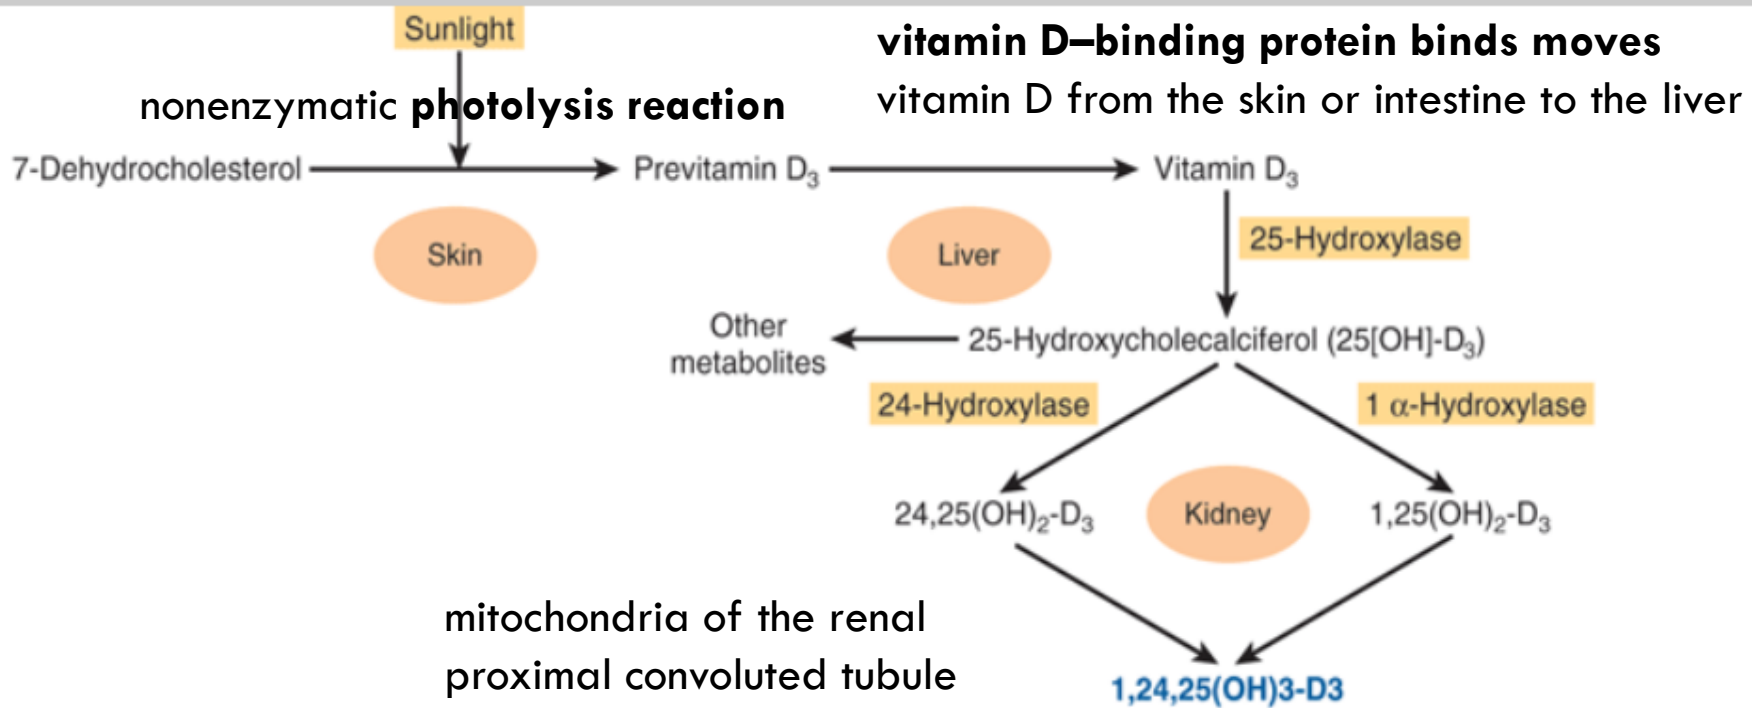 Sunlight
vitamin D–binding protein binds moves
vitamin D from the skin or intestine to the liver
nonenzymatic photolysis reaction
7-Dehydrocholesterol
Previtamin D3
Vitamin D3
Skin
Liver
25-Hydroxylase
Other
metabolites
25-Hydroxycholecalciferol (25[OH]-D3)
24-Hydroxylase
1 α-Hydroxylase
24,25(OH)2-D3
Kidney
1,25(OH)2-D3
mitochondria of the renal
proximal convoluted tubule
1,24,25(OH)3-D3